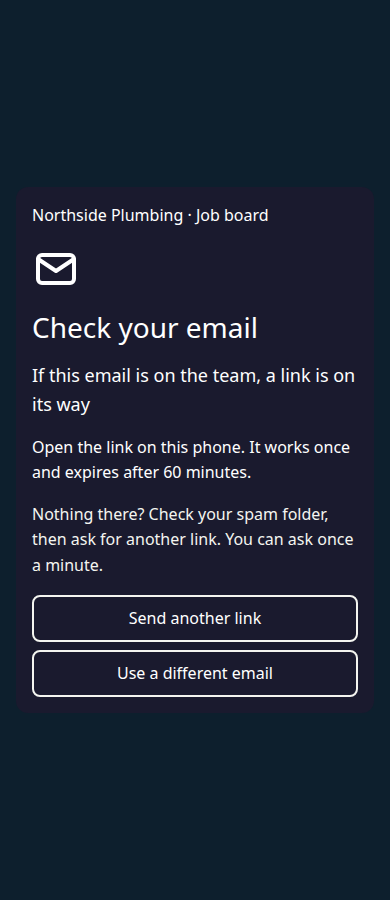 Northside Plumbing · Job board
Check your email
If this email is on the team, a link is on
its way
Open the link on this phone. It works once
and expires after 60 minutes.
Nothing there? Check your spam folder,
then ask for another link. You can ask once
a minute.
Send another link
Use a different email